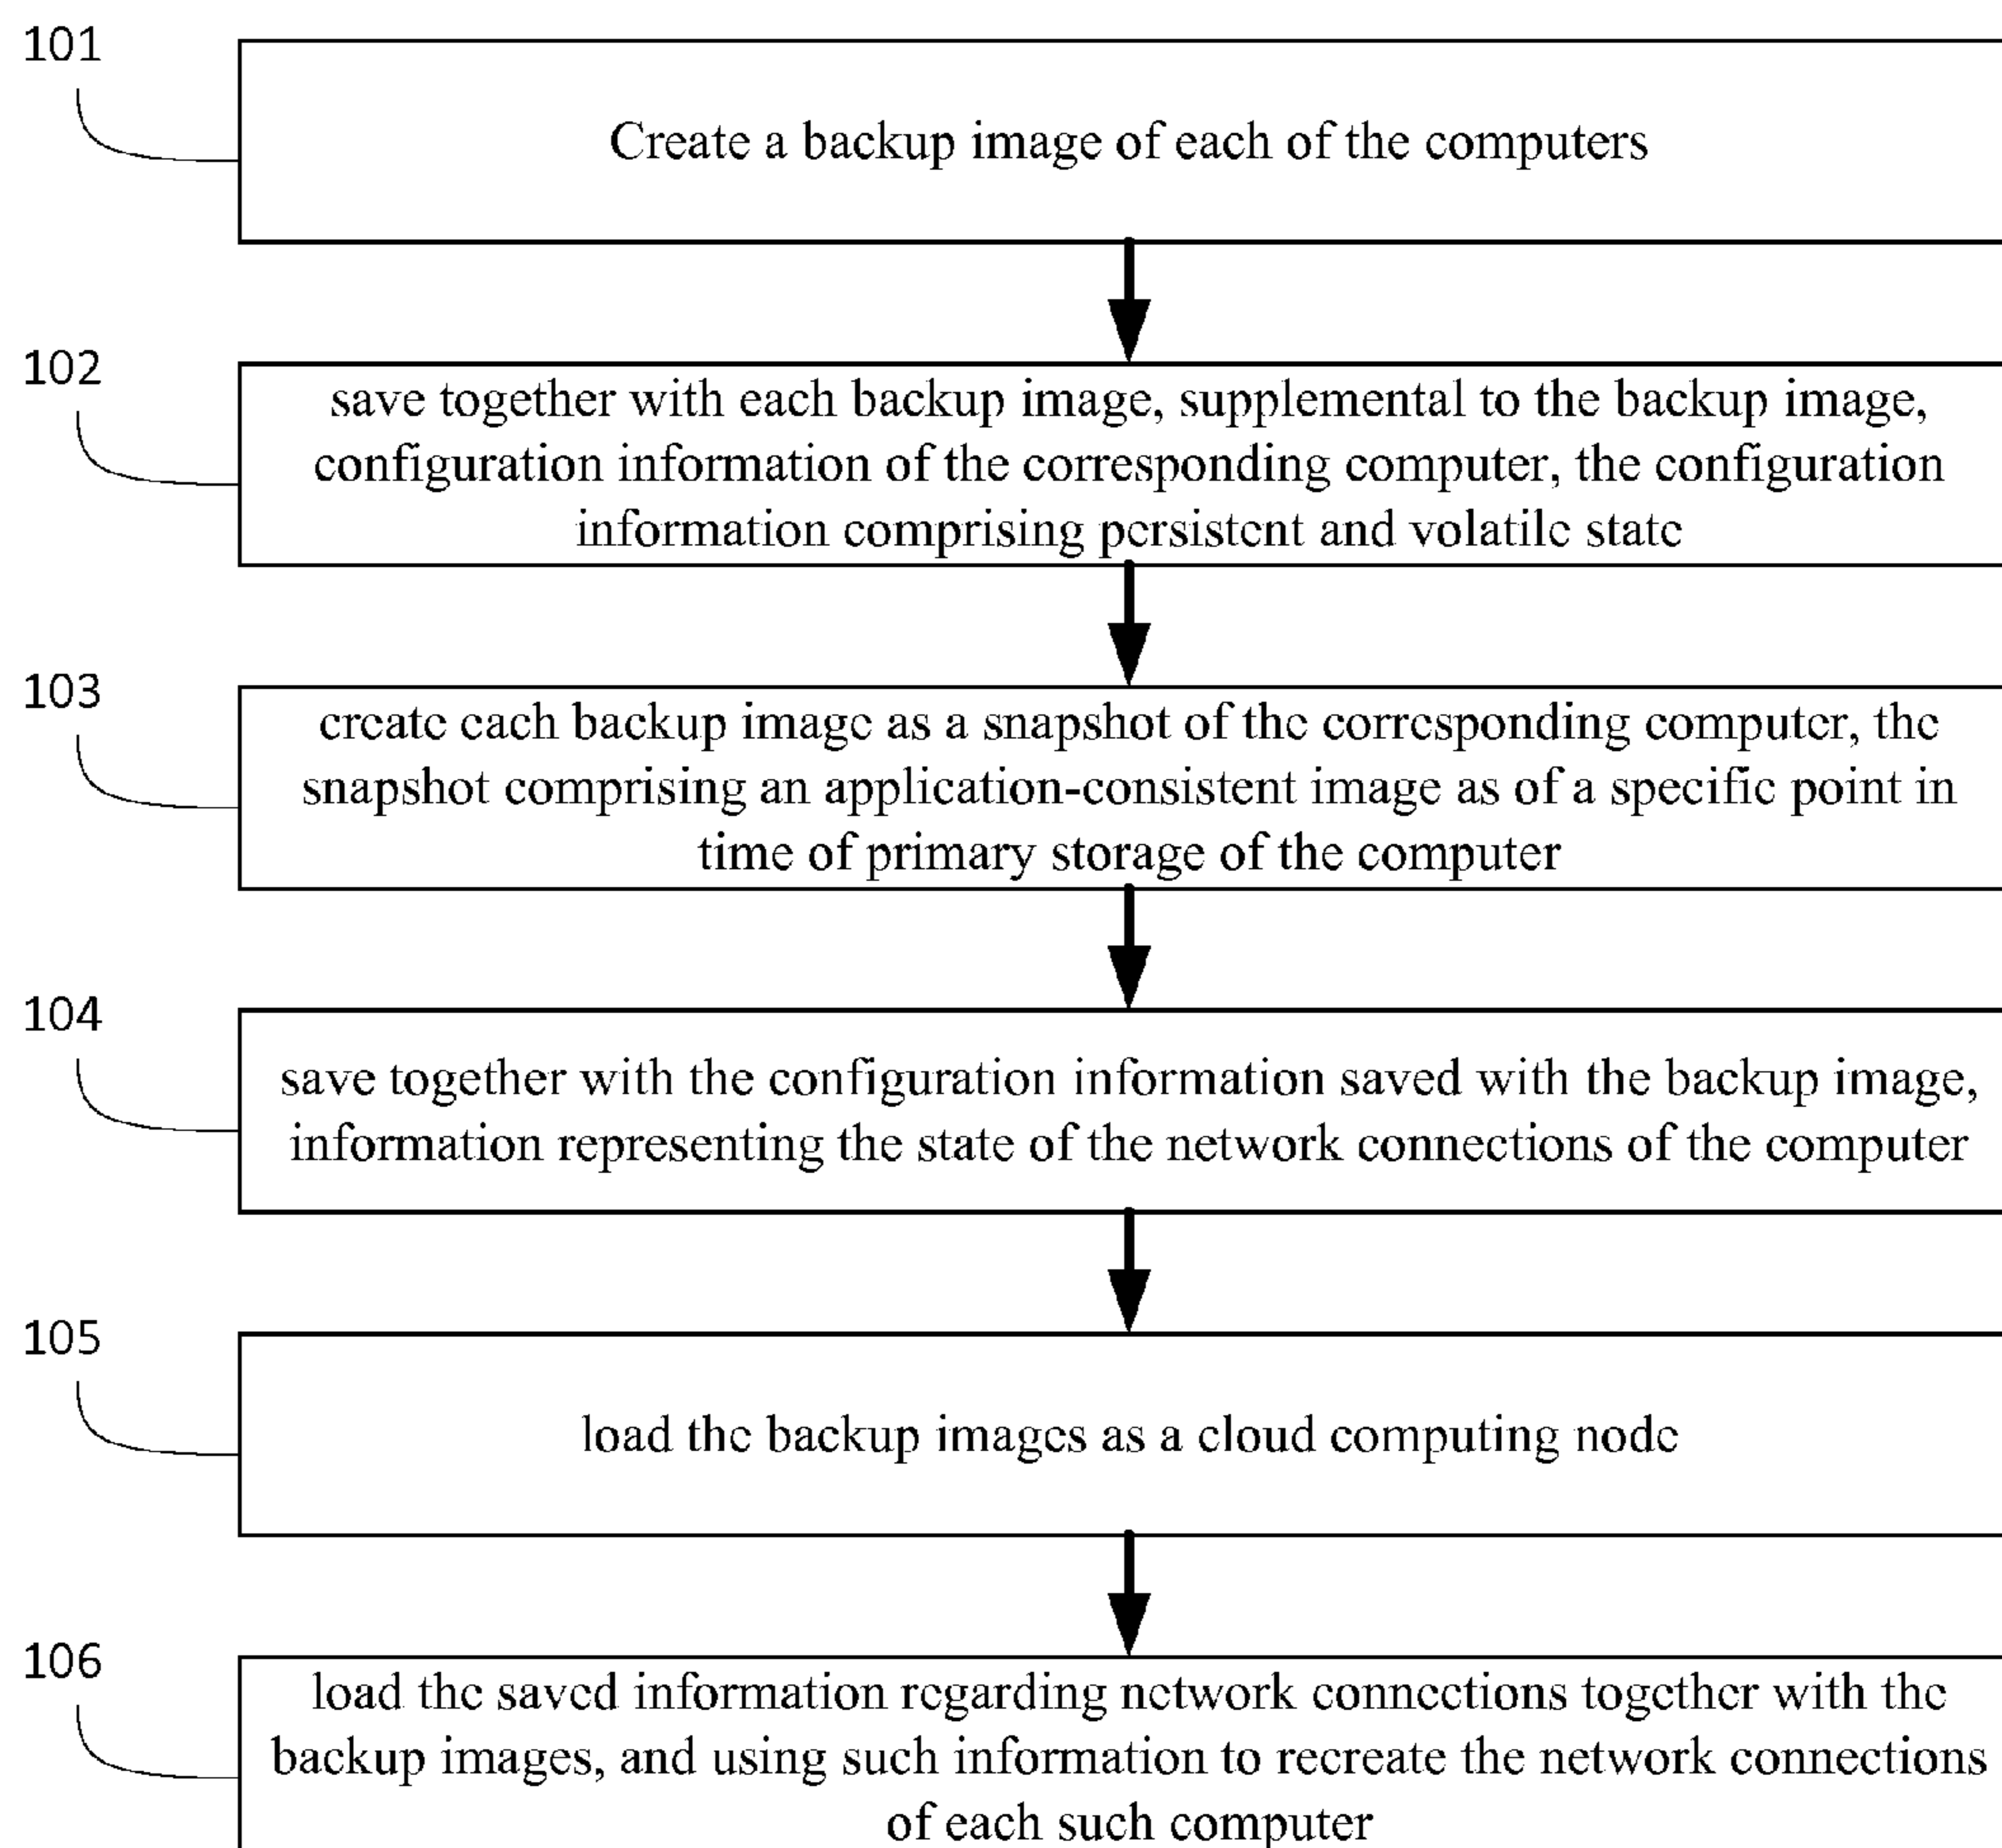 101
Create a backup image of each of the computers
102
save together with each backup image, supplemental to the backup image,
configuration information of the corresponding computer, the configuration
information comprising persistent and volatile state
103
create each backup image as a snapshot of the corresponding computer, the
snapshot comprising an application-consistent image as of a specific point in
time of primary storage of the computer
104
save together with the configuration information saved with the backup image,
information representing the state of the network connections of the computer
105
load the backup images as a cloud computing node
106
load the saved information regarding network connections together with the
backup images, and using such information to recreate the network connections
of each such computer